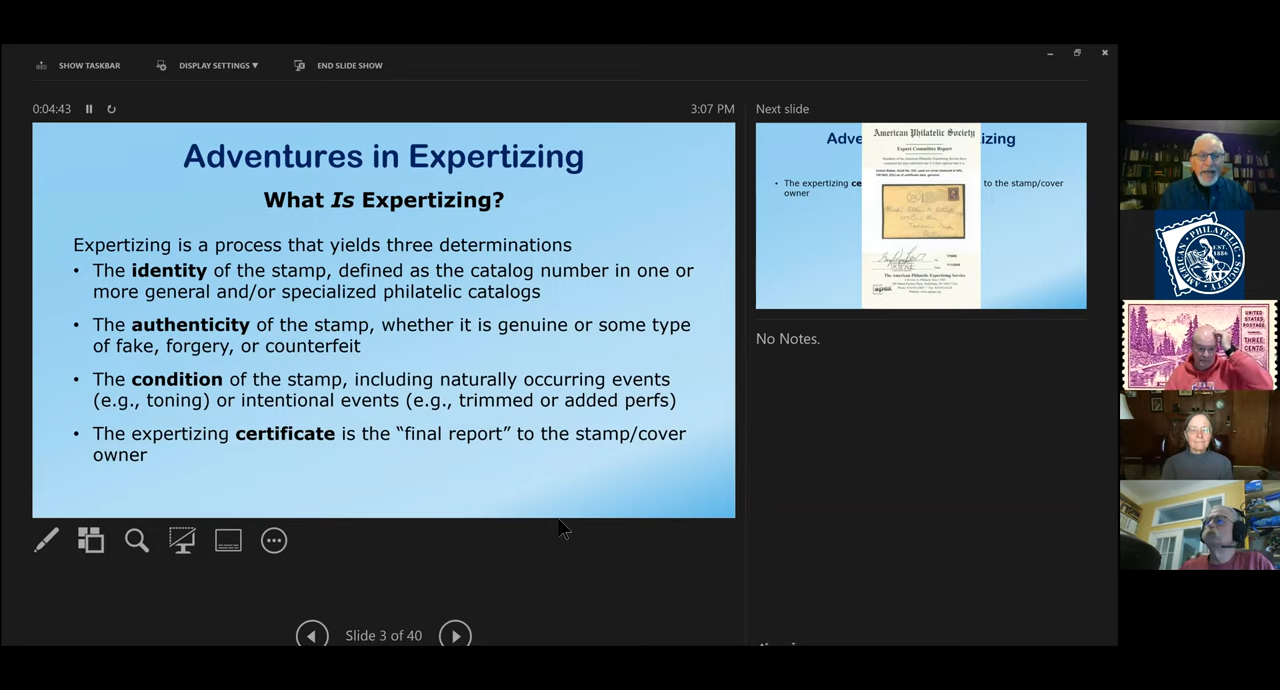 SHOW TASKBAR
DISPLAY SETTINGS ▼
END SLIDE SHOW
0:04:43
3:07 PM
Adventures in Expertizing
What Is Expertizing?
Expertizing is a process that yields three determinations
• The identity of the stamp, defined as the catalog number in one or
more general and/or specialized philatelic catalogs
• The authenticity of the stamp, whether it is genuine or some type
of fake, forgery, or counterfeit
• The condition of the stamp, including naturally occurring events
(e.g., toning) or intentional events (e.g., trimmed or added perfs)
• The expertizing certificate is the “final report” to the stamp/cover
owner
Slide 3 of 40
Next slide
Adve
izing
American Philatelic Society
Expert Committee Report
• The expertizing ce
to the stamp/cover
owner
The American Philatelic Expertizing Service
apex
No Notes.
AMERICAN PHILATELIC SOCIETY
EST.
1886
UNITED
STATES
POSTAGE
THREE
CENTS